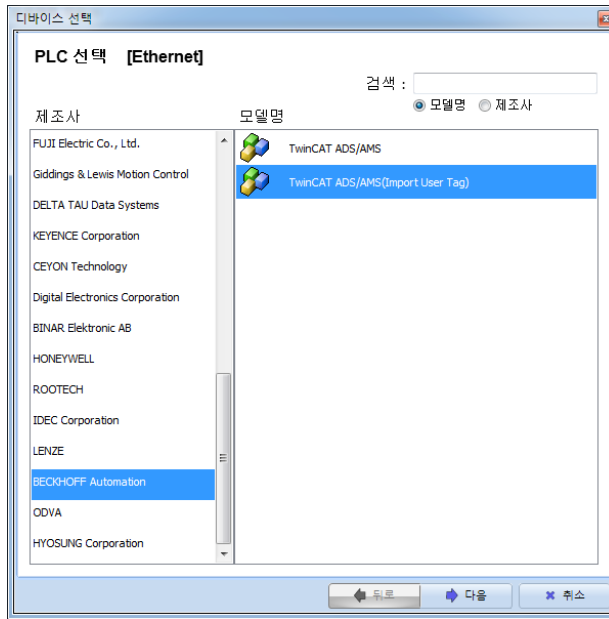 디바이스 선택
PLC 선택 [Ethernet]
검색 :
모델명 제조사
제조사
모델명
FUJI Electric Co., Ltd.
Giddings & Lewis Motion Control
DELTA TAU Data Systems
KEYENCE Corporation
CEYON Technology
Digital Electronics Corporation
BINAR Elektronic AB
HONEYWELL
ROOTECH
IDEC Corporation
LENZE
BECKHOFF Automation
ODVA
HYOSUNG Corporation
TwinCAT ADS/AMS
TwinCAT ADS/AMS(Import User Tag)
뒤로 다음 취소